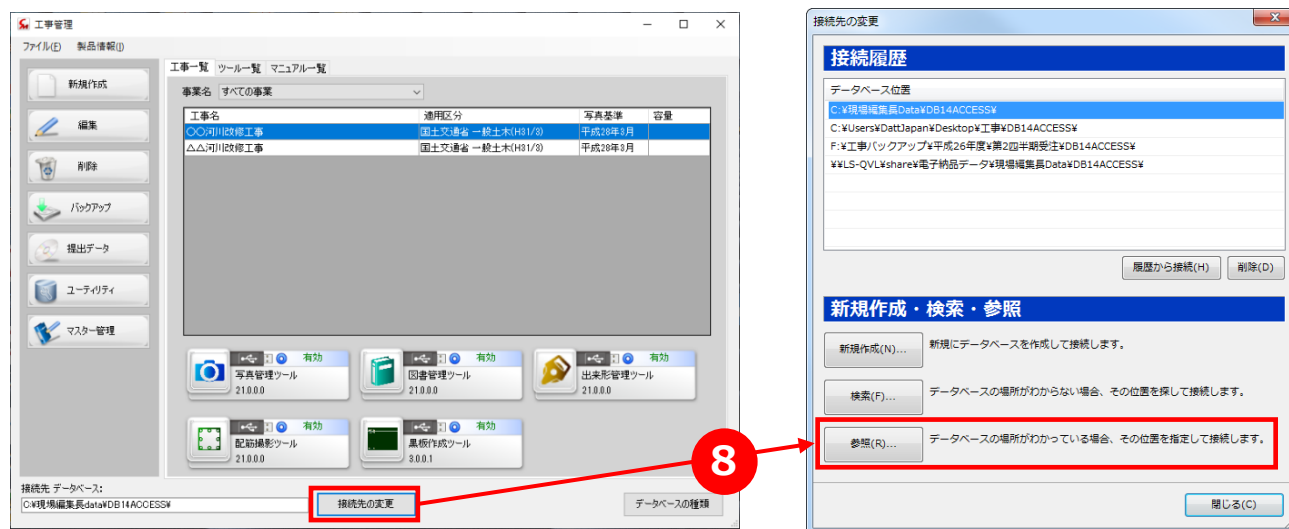 工事管理
ファイル(F) 製品情報(I)
新規作成
編集
削除
バックアップ
提出データ
ユーティリティ
マスター管理
工事一覧 ツール一覧 マニュアル一覧
事業名 すべての事業
工事名 適用区分 写真基準 容量
〇〇河川改修工事 国土交通省 一般土木(H31/3) 平成28年3月
△△河川改修工事 国土交通省 一般土木(H31/3) 平成28年3月
有効
写真管理ツール
21.0.0.0
有効
図書管理ツール
21.0.0.0
有効
出来形管理ツール
21.0.0.0
有効
配筋撮影ツール
21.0.0.0
有効
黒板作成ツール
3.0.0.1
接続先 データベース:
C:¥現場編集長data¥DB14ACCESS¥
接続先の変更
データベースの種類
8
接続先の変更
接続履歴
データベース位置
C:¥現場編集長Data¥DB14ACCESS¥
C:¥Users¥DattJapan¥Desktop¥工事¥DB14ACCESS¥
F:¥工事バックアップ¥平成26年度¥第2四半期受注¥DB14ACCESS¥
¥¥LS-QVL¥share¥電子納品データ¥現場編集長Data¥DB14ACCESS¥
履歴から接続(H) 削除(D)
新規作成・検索・参照
新規作成(N)... 新規にデータベースを作成して接続します。
検索(F)... データベースの場所がわからない場合、その位置を探して接続します。
参照(R)... データベースの場所がわかっている場合、その位置を指定して接続します。
閉じる(C)